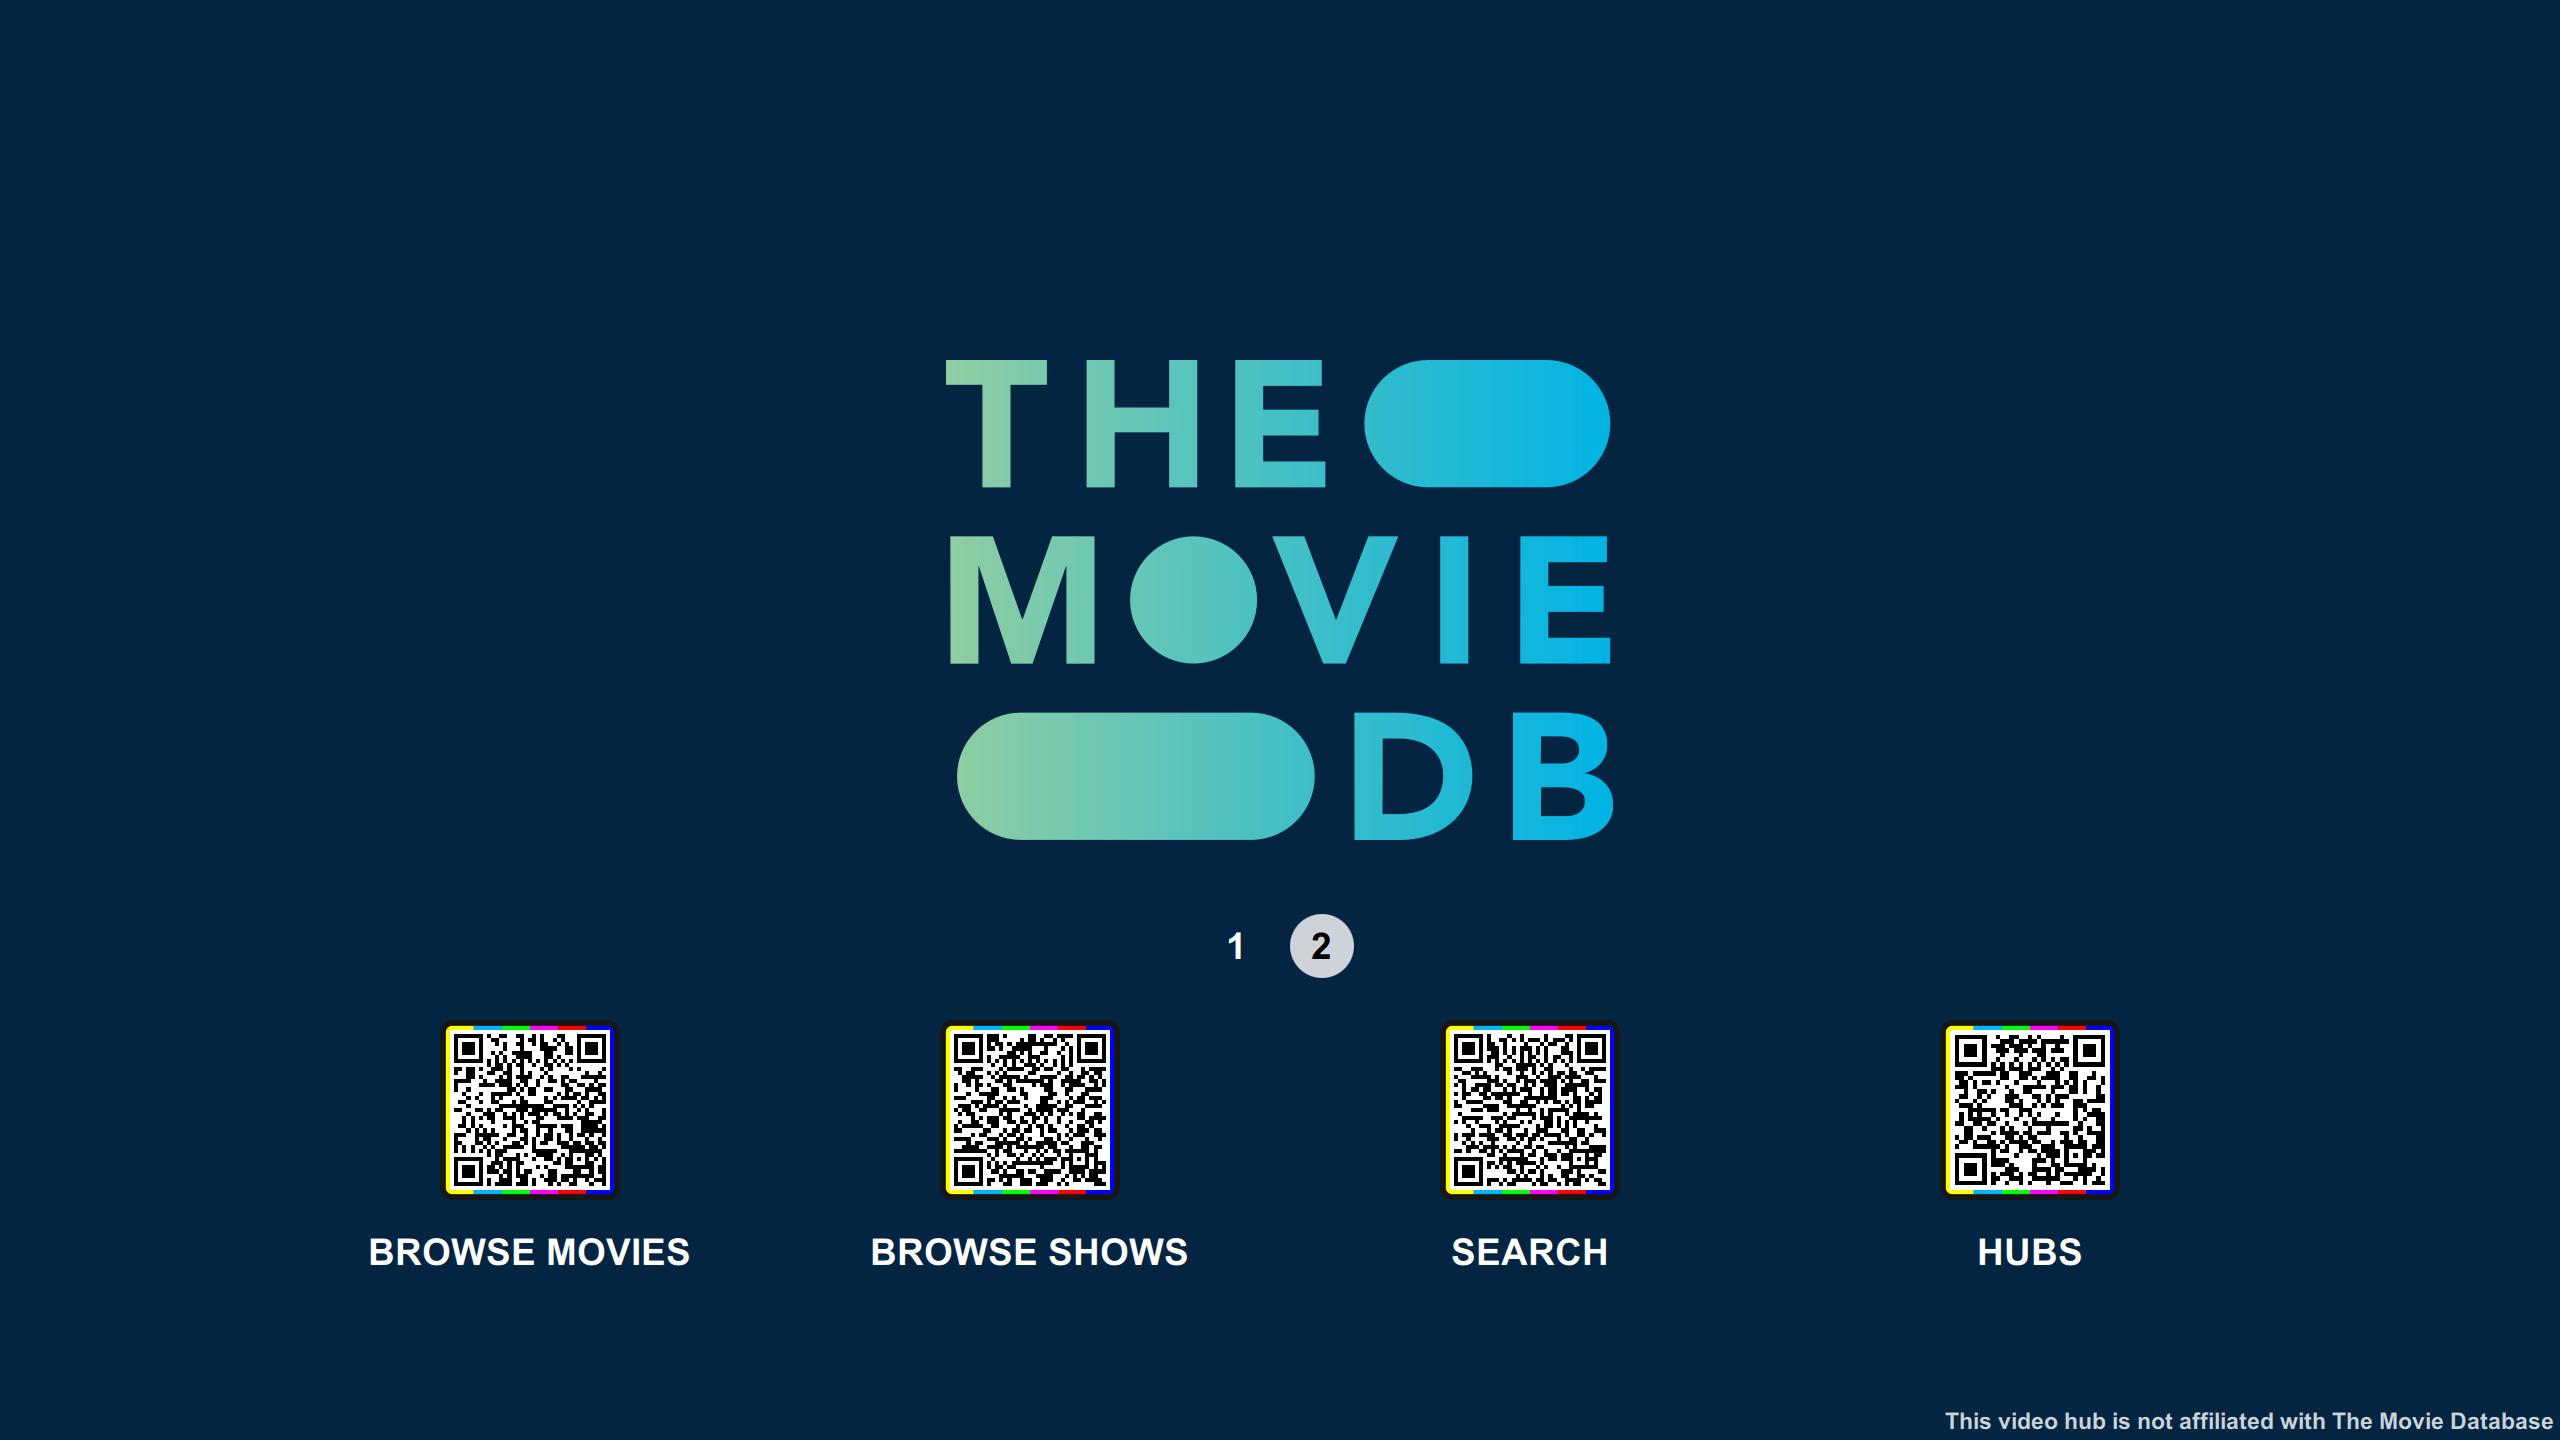 THE
MOVIE
DB
1 2
BROWSE MOVIES
BROWSE SHOWS
SEARCH
HUBS
This video hub is not affiliated with The Movie Database